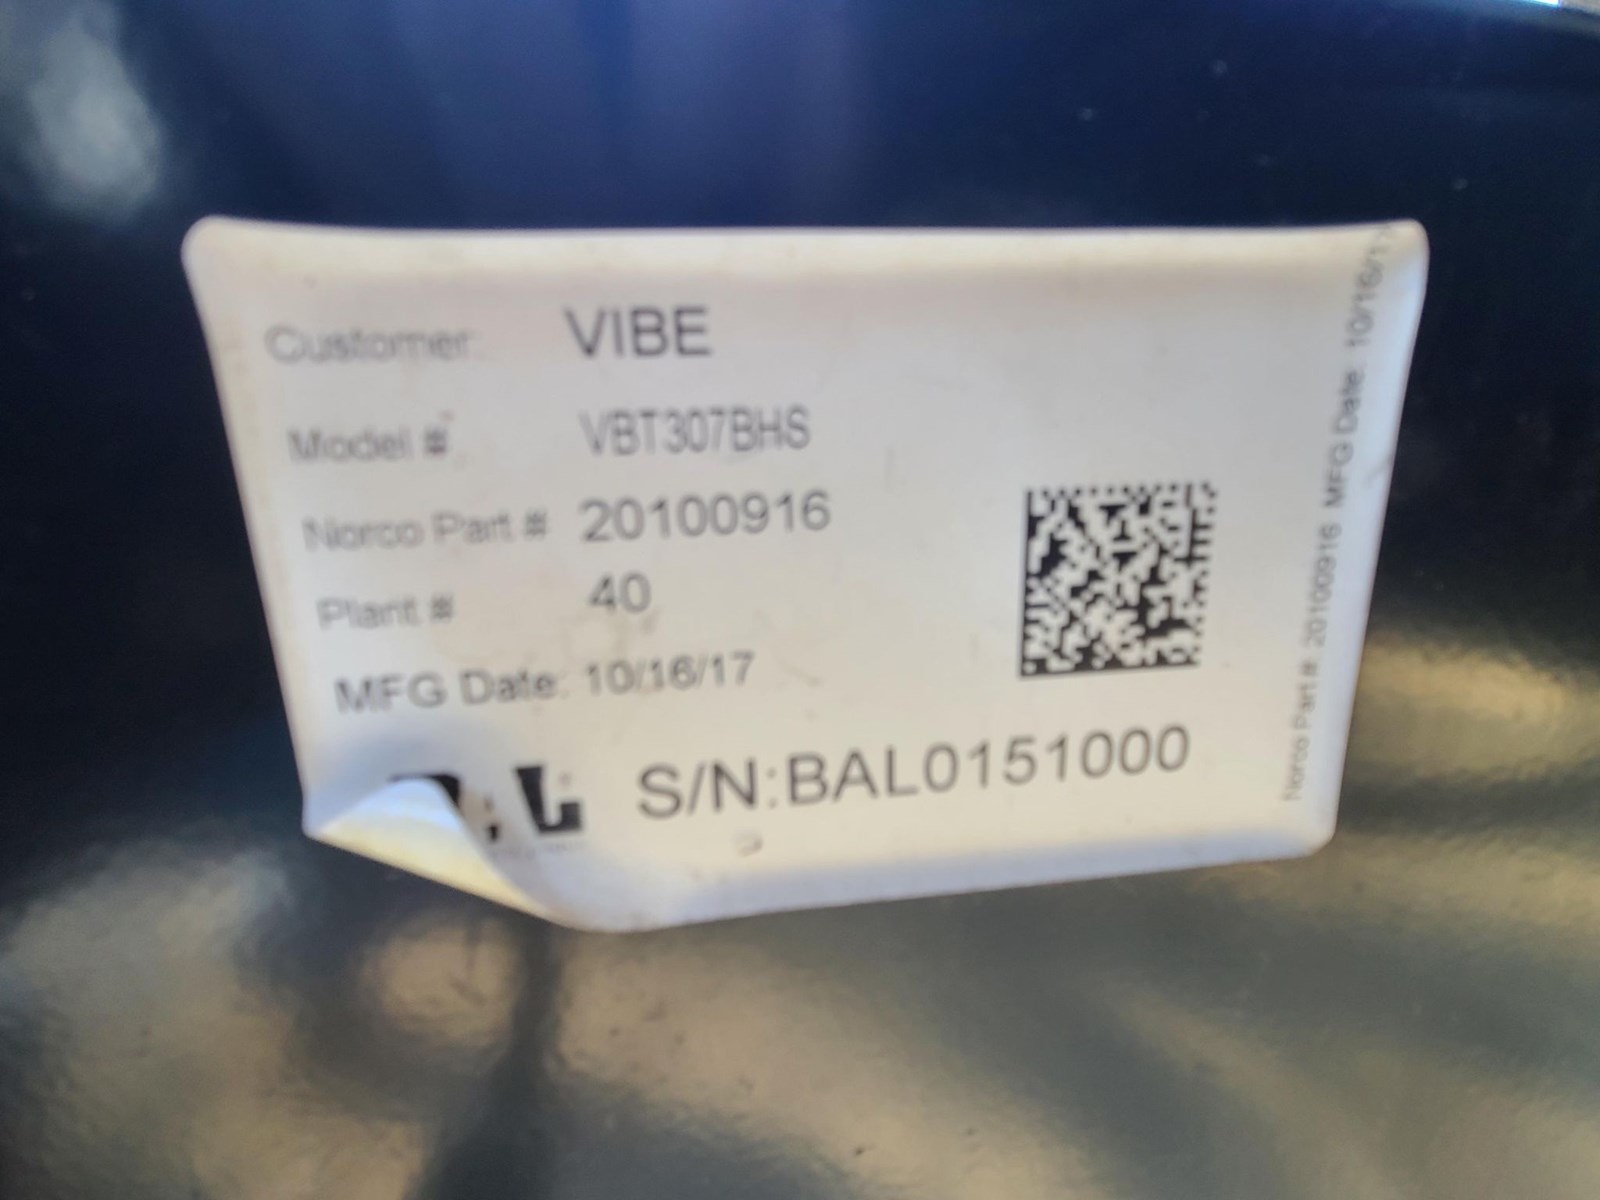 Customer: VIBE
Model # VBT307BHS
Norco Part # 20100916
Plant # 40
MFG Date: 10/16/17
S/N:BAL0151000
Norco Part #: 20100916 MFG Date: 10/16/17